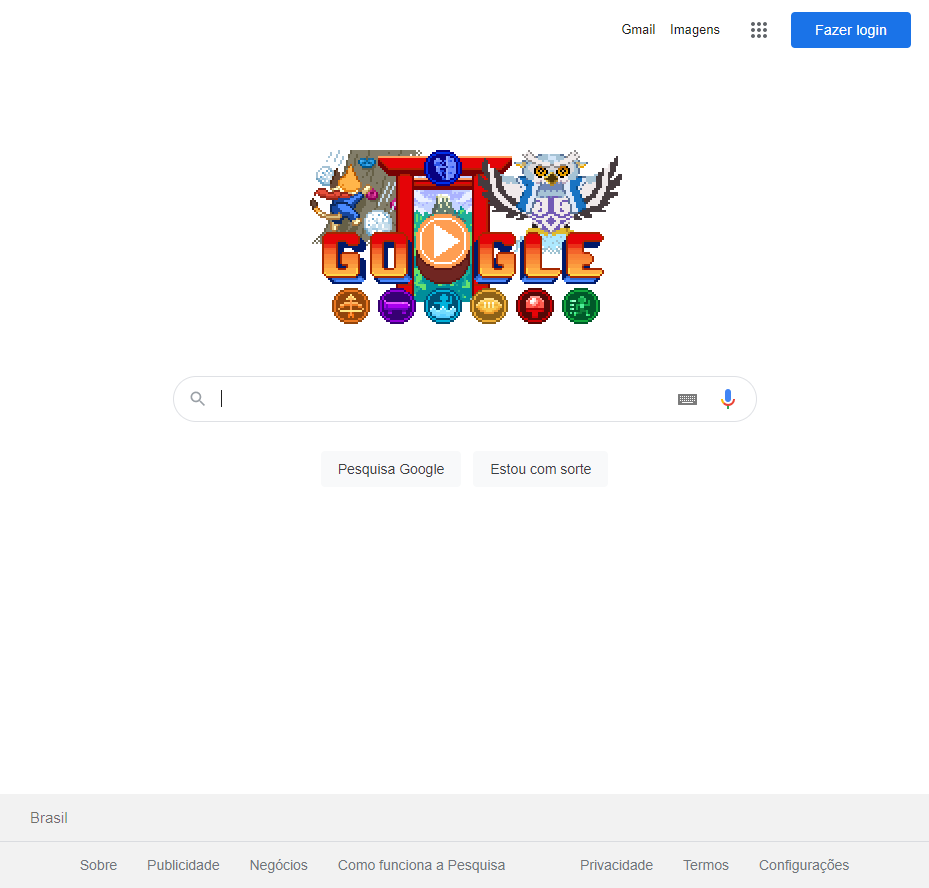 Gmail Imagens Fazer login
GOOGLE
Pesquisa Google Estou com sorte
Brasil
Sobre Publicidade Negócios Como funciona a Pesquisa Privacidade Termos Configurações